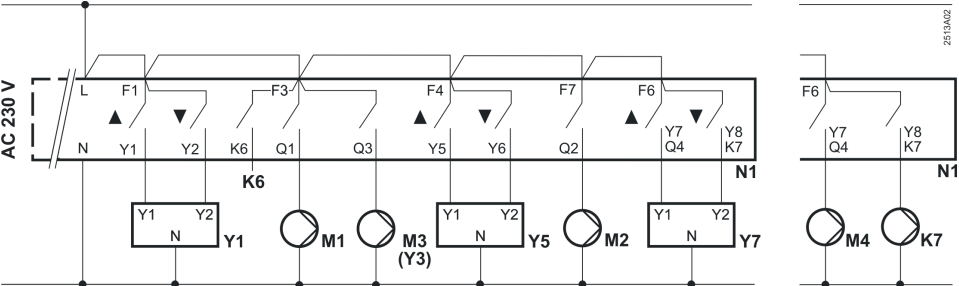 2513A02
AC 230 V
L F1 F3 F4 F7 F6 F6
Y7 Y8 Y7 Y8
N Y1 Y2 K6 Q1 Q3 Y5 Y6 Q2 Q4 K7 Q4 K7
K6 N1 N1
Y1 Y2 Y1 Y2 Y1 Y2
N Y1 M1 M3 N Y5 M2 N Y7 M4 K7
(Y3)